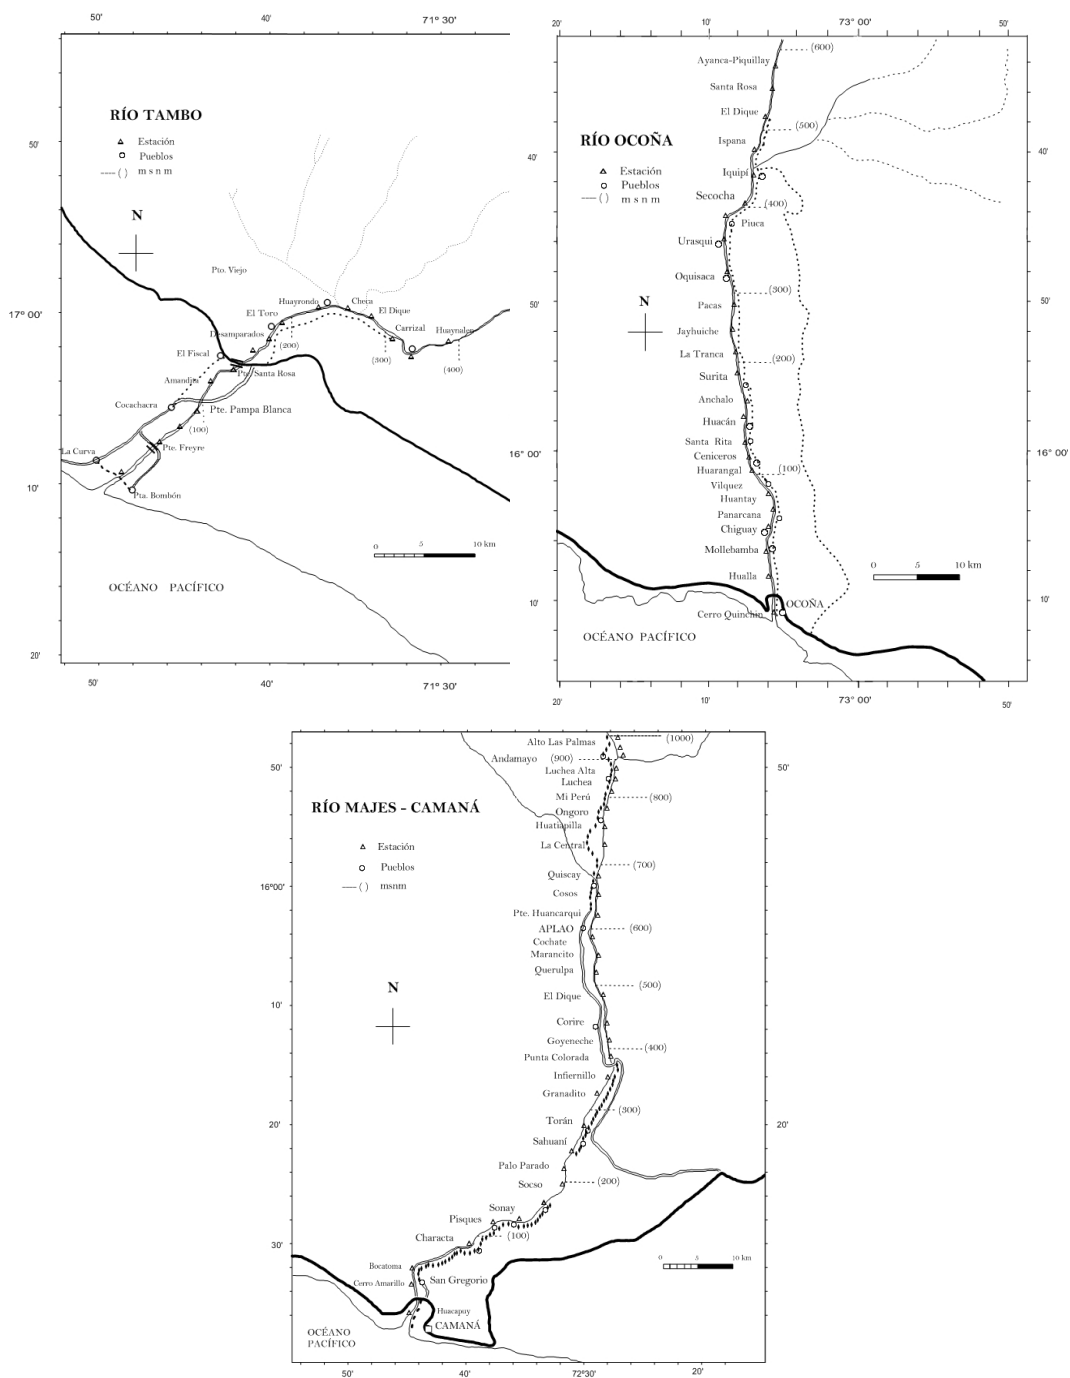 50'
40'
71° 30'
RÍO TAMBO
Estación
Pueblos
----( ) m s n m
50'
N
Pto. Viejo
17° 00'
Huayrondo
Checa
El Toro
El Dique
Desamparados
Carrizal
Huaynalen
(200)
(300)
(400)
El Fiscal
Pte. Santa Rosa
Amandita
Cocachacra
Pte. Pampa Blanca
(100)
La Curva
Pte. Freyre
10'
Pta. Bombón
0 5 10 km
OCÉANO PACÍFICO
20'
50'
40'
71° 30'
20'
10'
73° 00'
50'
(600)
Ayanca-Piquillay
Santa Rosa
El Dique
(500)
RÍO OCOÑA
Ispana
40'
40'
Estación
Pueblos
----( ) m s n m
Iquipí
Secocha
(400)
Piuca
Urasqui
Oquisaca
(300)
N
50'
50'
Pacas
Jayhuiche
La Tranca
(200)
Surita
Anchalo
Huacán
Santa Rita
16° 00'
16° 00'
Ceniceros
Huarangal
(100)
Vilquez
Huantay
Panarcana
Chiguay
Mollebamba
Hualla
0 5 10 km
10'
10'
OCOÑA
Cerro Quinchin
OCÉANO PACÍFICO
20'
10'
73° 00'
50'
Alto Las Palmas
(1000)
Andamayo
(900)
50'
50'
Luchea Alta
Luchea
Mi Perú
(800)
RÍO MAJES - CAMANÁ
Ongoro
Huatiapilla
Estación
La Central
Pueblos
(700)
----( ) msnm
Quiscay
16°00'
Cosos
Pte. Huancarqui
APLAO
(600)
Cochate
Marancito
Querulpa
N
(500)
El Dique
10'
Corire
Goyeneche
(400)
Punta Colorada
Infiernillo
Granadito
(300)
Torán
20'
20'
Sahuaní
Palo Parado
Socso
(200)
Sonay
Pisques
Characta
(100)
30'
Bocatoma
0 5 10 km
Cerro Amarillo
San Gregorio
Huacapuy
CAMANÁ
OCÉANO
PACÍFICO
50'
40'
72°30'
20'